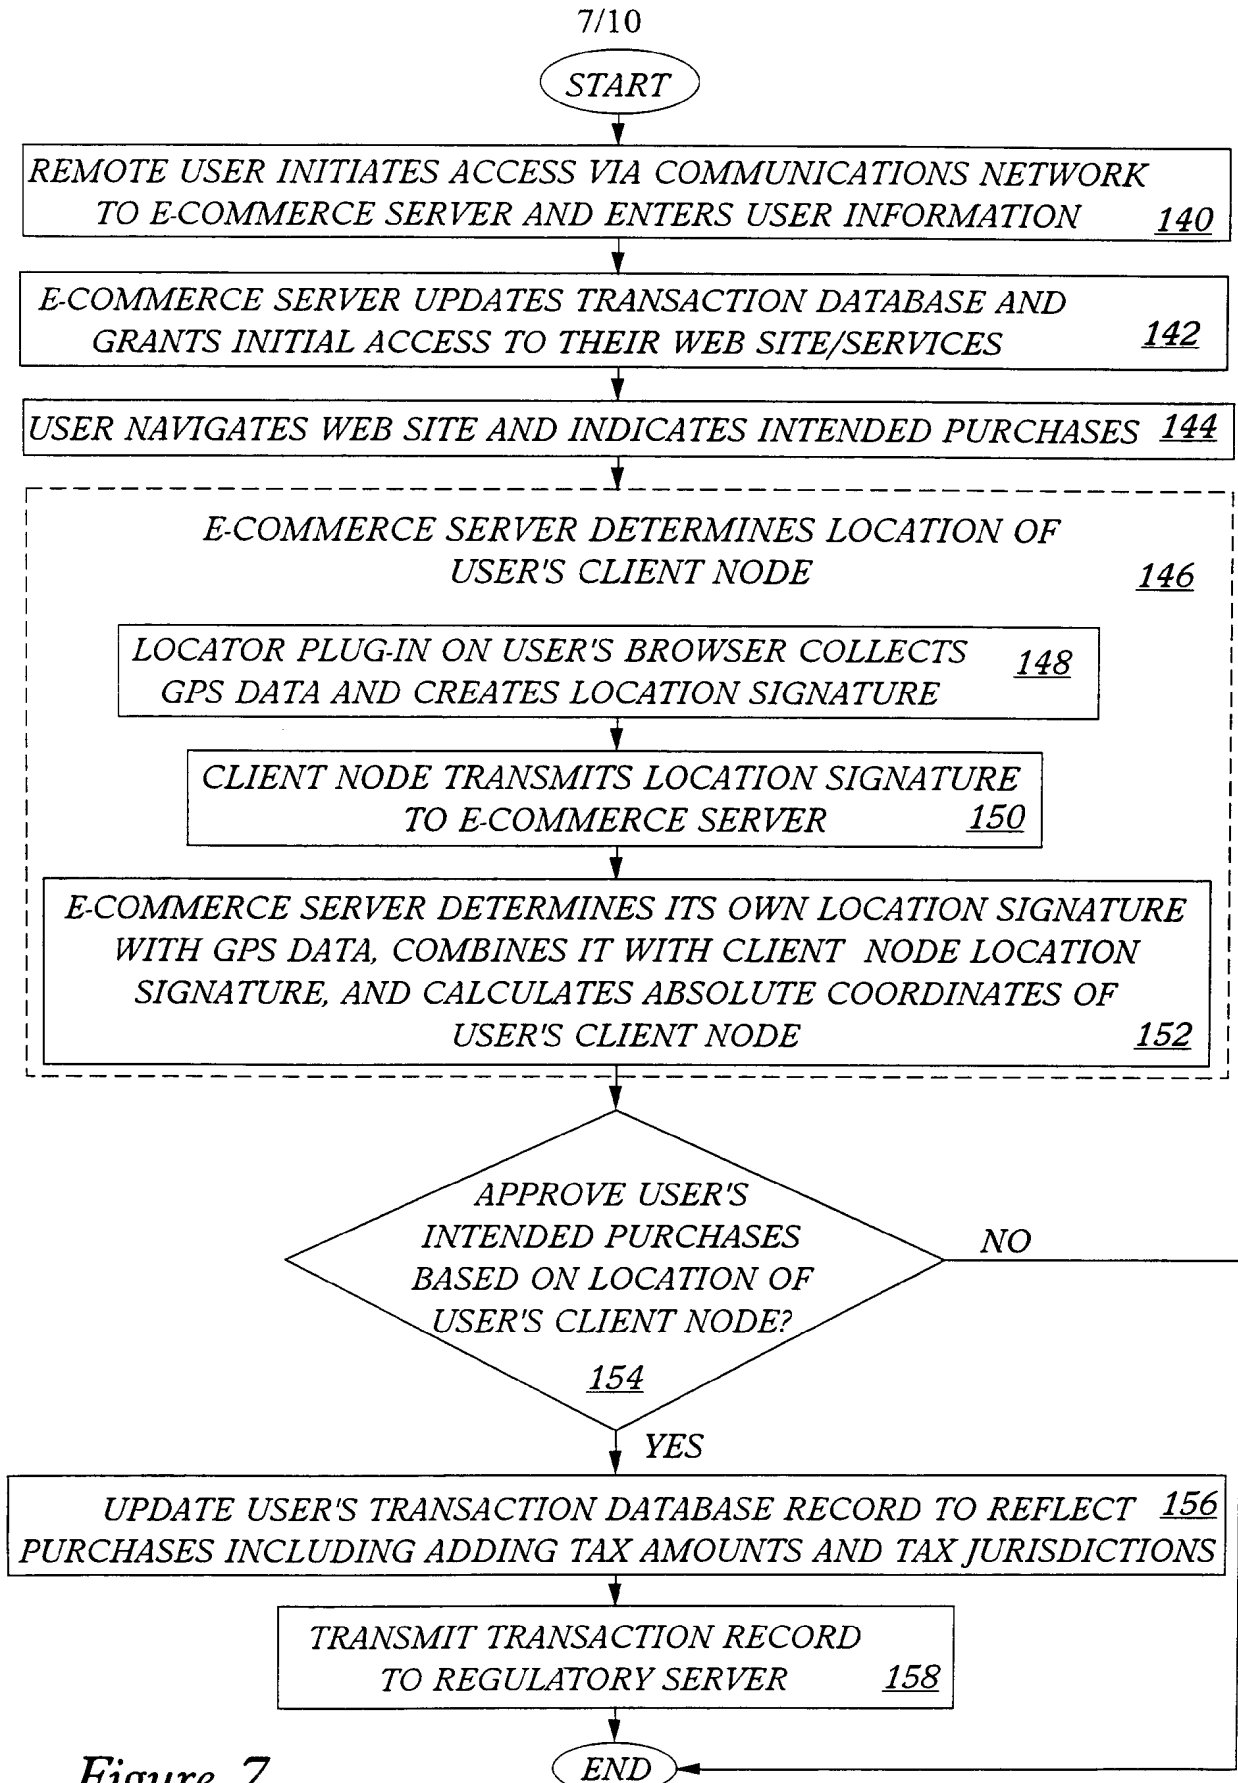 7/10
START
REMOTE USER INITIATES ACCESS VIA COMMUNICATIONS NETWORK
TO E-COMMERCE SERVER AND ENTERS USER INFORMATION 140
E-COMMERCE SERVER UPDATES TRANSACTION DATABASE AND
GRANTS INITIAL ACCESS TO THEIR WEB SITE/SERVICES 142
USER NAVIGATES WEB SITE AND INDICATES INTENDED PURCHASES 144
E-COMMERCE SERVER DETERMINES LOCATION OF
USER'S CLIENT NODE 146
LOCATOR PLUG-IN ON USER'S BROWSER COLLECTS 148
GPS DATA AND CREATES LOCATION SIGNATURE
CLIENT NODE TRANSMITS LOCATION SIGNATURE
TO E-COMMERCE SERVER 150
E-COMMERCE SERVER DETERMINES ITS OWN LOCATION SIGNATURE
WITH GPS DATA, COMBINES IT WITH CLIENT NODE LOCATION
SIGNATURE, AND CALCULATES ABSOLUTE COORDINATES OF
USER'S CLIENT NODE 152
APPROVE USER'S
INTENDED PURCHASES
BASED ON LOCATION OF
USER'S CLIENT NODE?
154
NO
YES
UPDATE USER'S TRANSACTION DATABASE RECORD TO REFLECT 156
PURCHASES INCLUDING ADDING TAX AMOUNTS AND TAX JURISDICTIONS
TRANSMIT TRANSACTION RECORD
TO REGULATORY SERVER 158
END
Figure 7